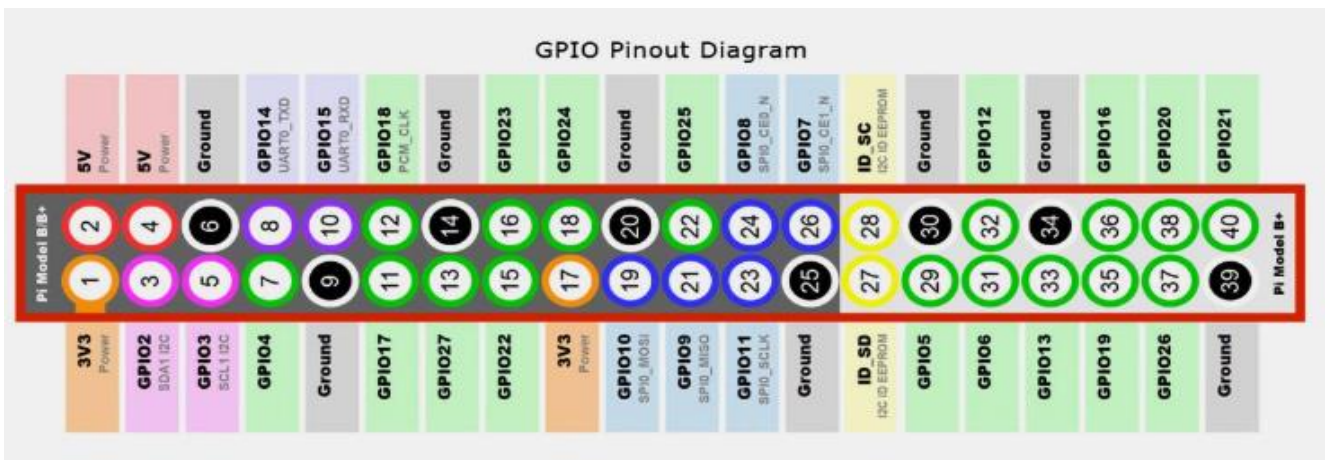 GPIO Pinout Diagram
5V Power
5V Power
Ground
GPIO14 UART0_TXD
GPIO15 UART0_RXD
GPIO18 PCM_CLK
Ground
GPIO23
GPIO24
Ground
GPIO25
GPIO8 SPI0_CE0_N
GPIO7 SPI0_CE1_N
ID_SC I2C ID EEPROM
Ground
GPIO12
Ground
GPIO16
GPIO20
GPIO21
Pi Model B/B+
2 4 6 8 10 12 14 16 18 20 22 24 26 28 30 32 34 36 38 40
1 3 5 7 9 11 13 15 17 19 21 23 25 27 29 31 33 35 37 39
Pi Model B+
3V3 Power
GPIO2 SDA1 I2C
GPIO3 SCL1 I2C
GPIO4
Ground
GPIO17
GPIO27
GPIO22
3V3 Power
GPIO10 SPI0_MOSI
GPIO9 SPI0_MISO
GPIO11 SPI0_SCLK
Ground
ID_SD I2C ID EEPROM
GPIO5
GPIO6
GPIO13
GPIO19
GPIO26
Ground